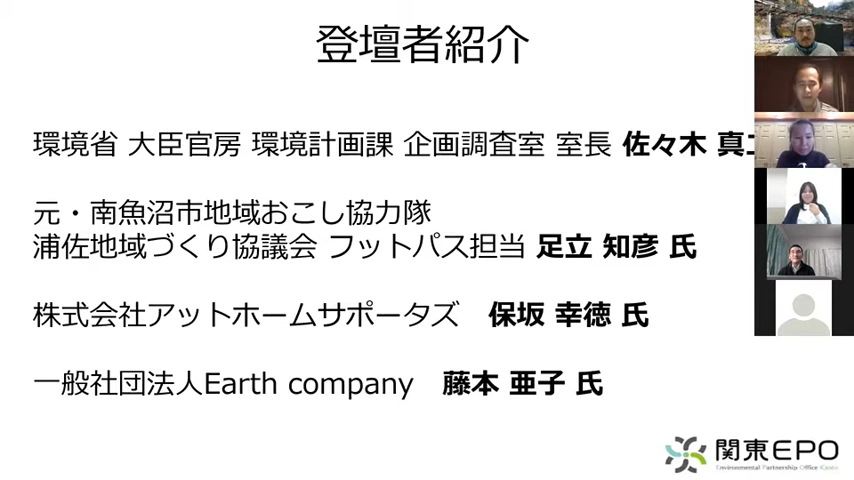 登壇者紹介
環境省 大臣官房 環境計画課 企画調査室 室長 佐々木 真
元・南魚沼市地域おこし協力隊
浦佐地域づくり協議会 フットパス担当 足立 知彦 氏
株式会社アットホームサポータズ　保坂 幸徳 氏
一般社団法人Earth company　藤本 亜子 氏
関東EPO
Environmental Partnership Office Kanto